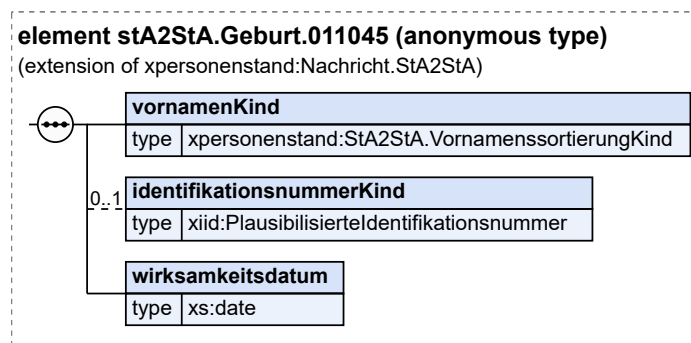 element stA2StA.Geburt.011045 (anonymous type)
(extension of xpersonenstand:Nachricht.StA2StA)
vornamenKind
type xpersonenstand:StA2StA.VornamenssortierungKind
0..1
identifikationsnummerKind
type xiid:PlausibilisierteIdentifikationsnummer
wirksamkeitsdatum
type xs:date